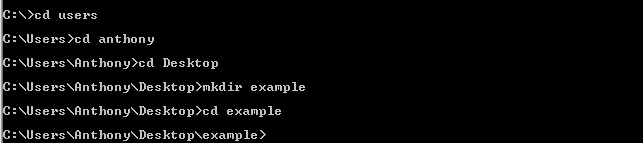 C:\>cd users
C:\Users>cd anthony
C:\Users\Anthony>cd Desktop
C:\Users\Anthony\Desktop>mkdir example
C:\Users\Anthony\Desktop>cd example
C:\Users\Anthony\Desktop\example>